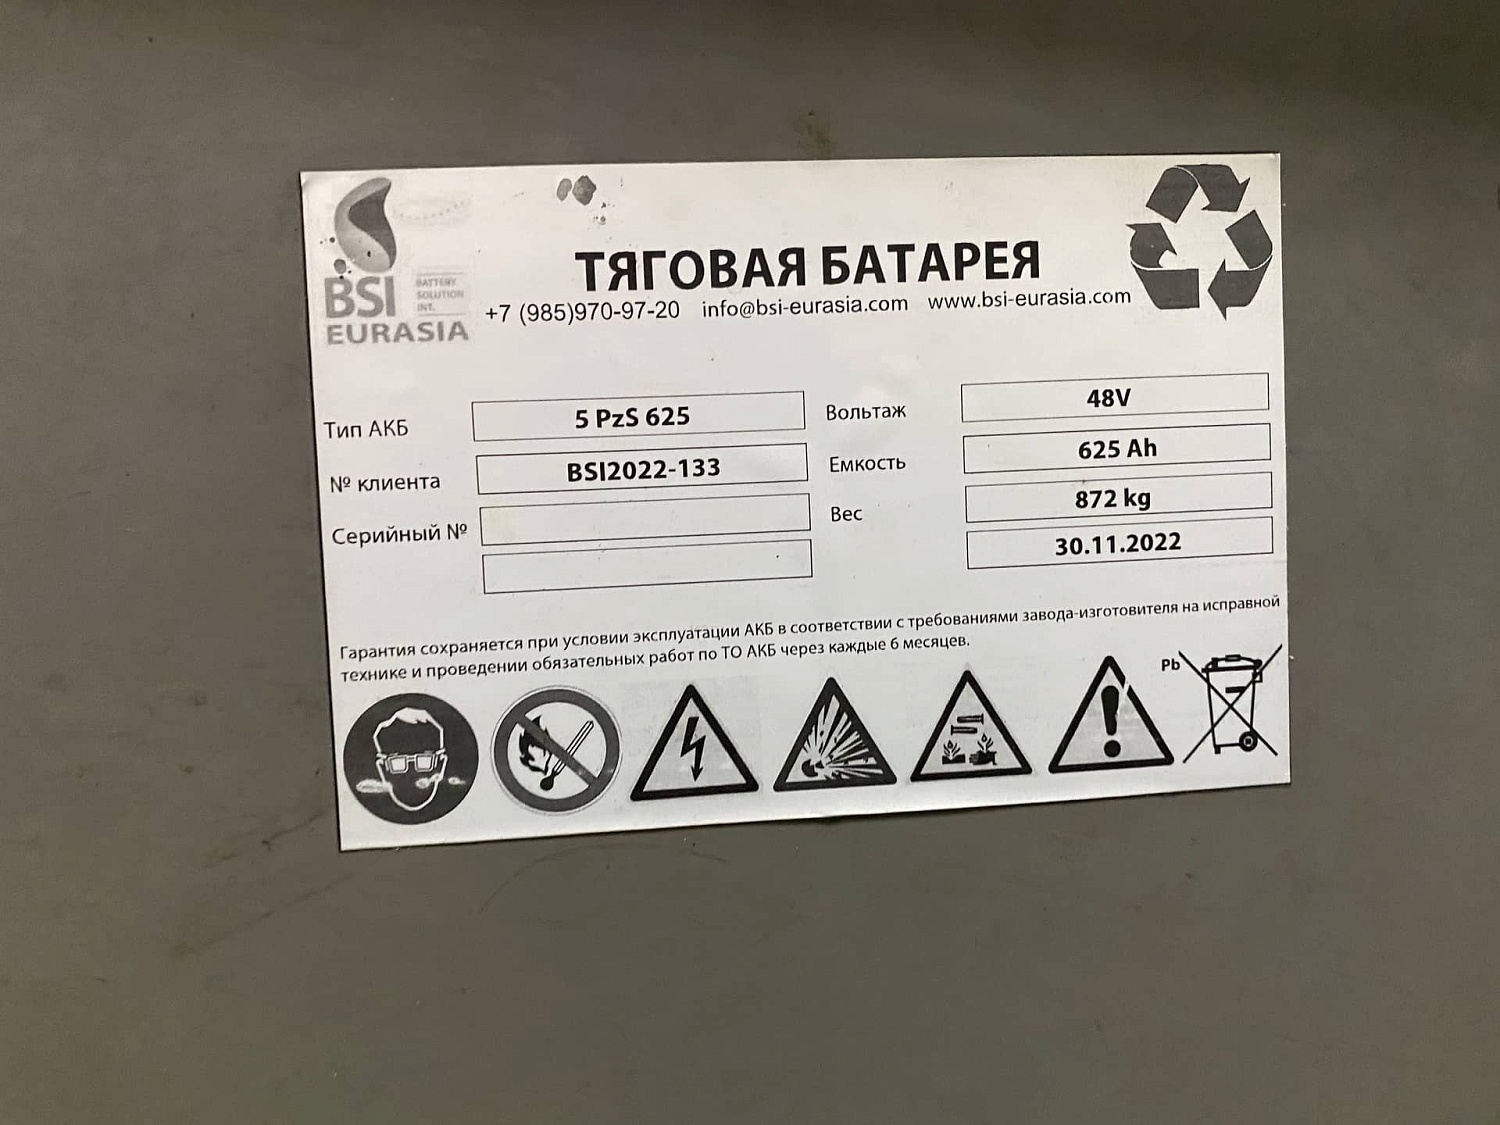 BSI
BATTERY
SOLUTION
INT.
EURASIA
ТЯГОВАЯ БАТАРЕЯ
+7 (985)970-97-20 info@bsi-eurasia.com www.bsi-eurasia.com
Тип АКБ 5 PzS 625 Вольтаж 48V
№ клиента BSI2022-133 Емкость 625 Ah
Серийный № Вес 872 kg
30.11.2022
Гарантия сохраняется при условии эксплуатации АКБ в соответствии с требованиями завода-изготовителя на исправной
технике и проведении обязательных работ по ТО АКБ через каждые 6 месяцев.
Pb